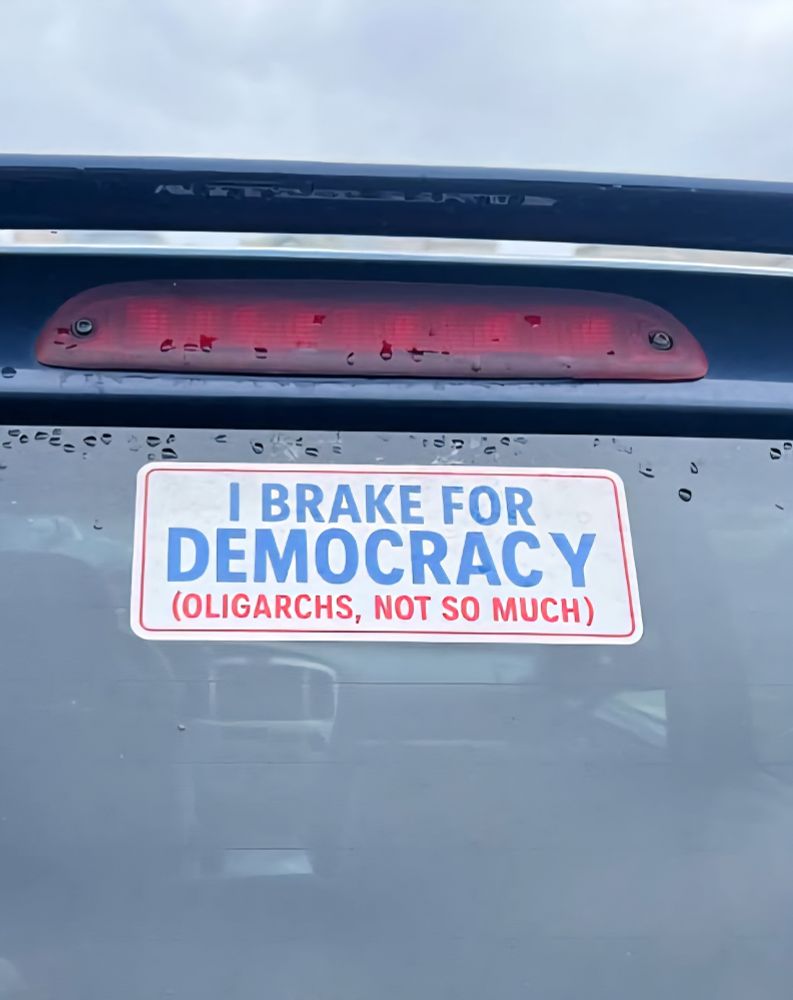 I BRAKE FOR
DEMOCRACY
(OLIGARCHS, NOT SO MUCH)